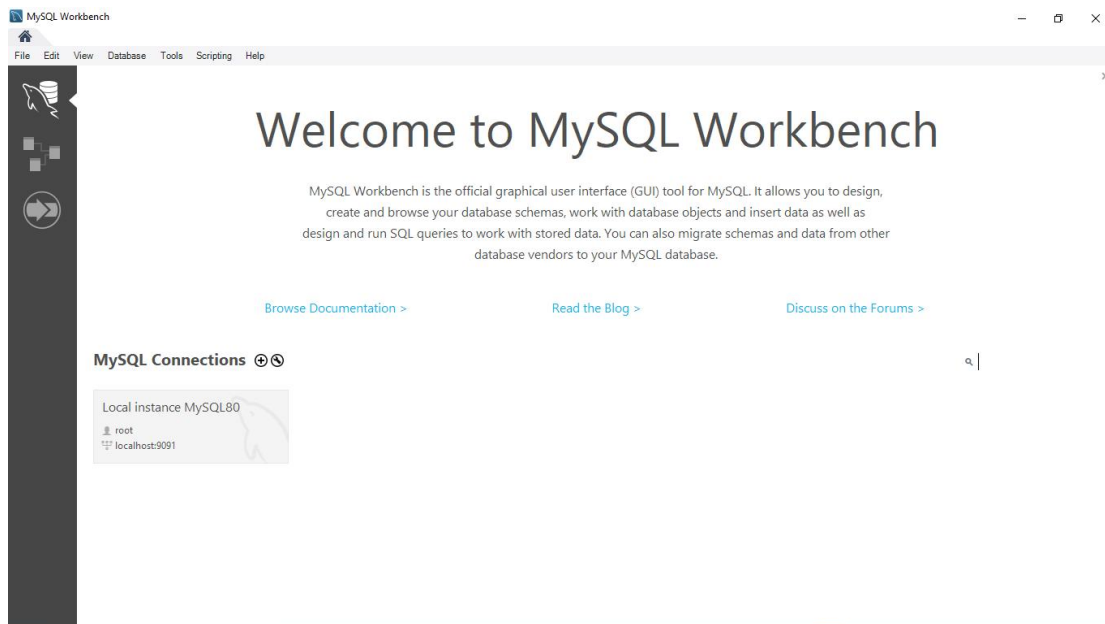 MySQL Workbench
File Edit View Database Tools Scripting Help
Welcome to MySQL Workbench
MySQL Workbench is the official graphical user interface (GUI) tool for MySQL. It allows you to design,
create and browse your database schemas, work with database objects and insert data as well as
design and run SQL queries to work with stored data. You can also migrate schemas and data from other
database vendors to your MySQL database.
Browse Documentation > Read the Blog > Discuss on the Forums >
MySQL Connections
Local instance MySQL80
root
localhost:9091